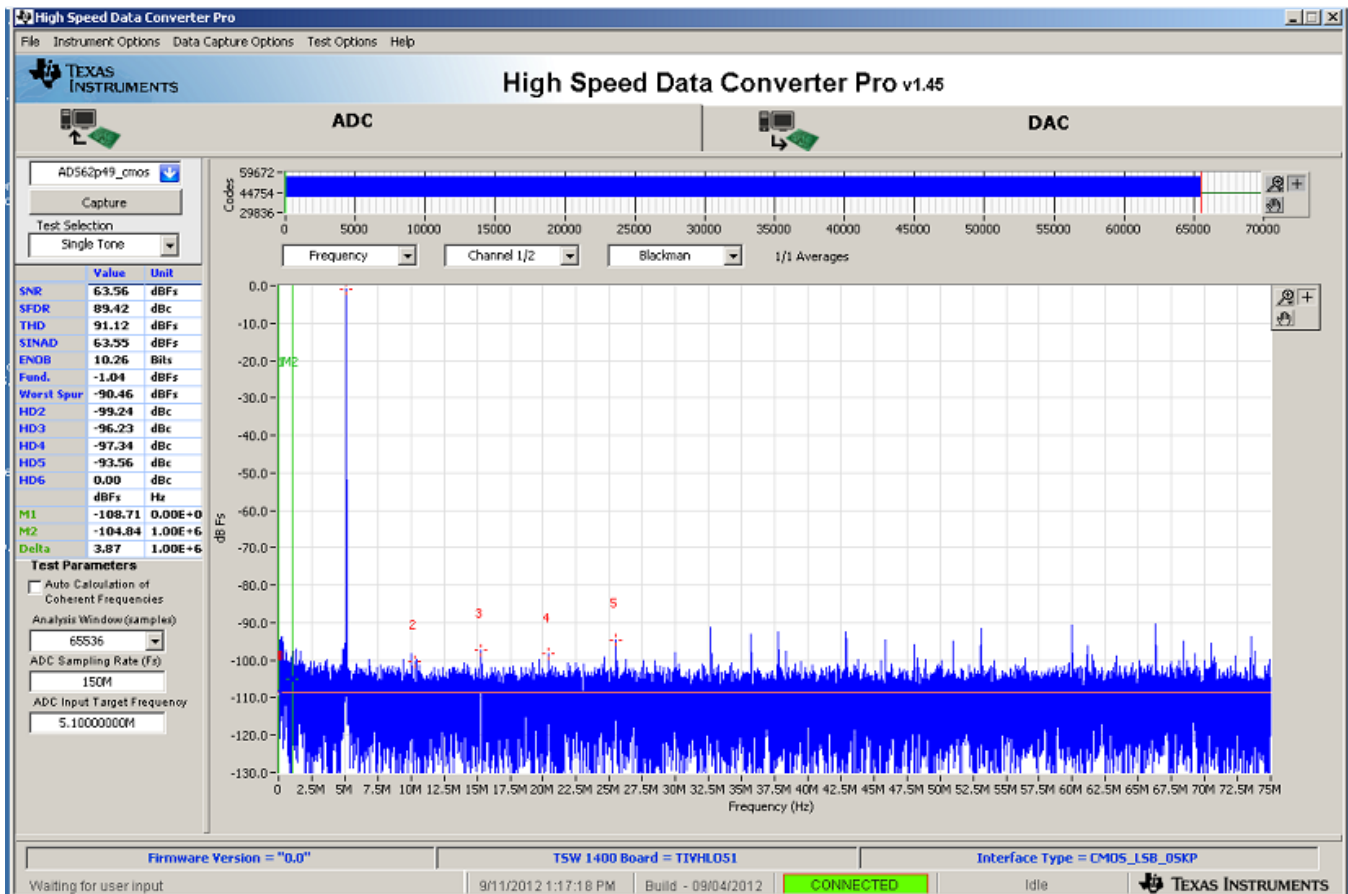 High Speed Data Converter Pro
File Instrument Options Data Capture Options Test Options Help
TEXAS INSTRUMENTS
High Speed Data Converter Pro v1.45
ADC
DAC
ADS62p49_cmos
Capture
Test Selection
Single Tone
Value Unit
SNR 63.56 dBFs
SFDR 89.42 dBc
THD 91.12 dBFs
SINAD 63.55 dBFs
ENOB 10.26 Bits
Fund. -1.04 dBFs
Worst Spur -90.46 dBFs
HD2 -99.24 dBc
HD3 -96.23 dBc
HD4 -97.34 dBc
HD5 -93.56 dBc
HD6 0.00 dBc
dBFs Hz
M1 -108.71 0.00E+0
M2 -104.84 1.00E+6
Delta 3.87 1.00E+6
Test Parameters
Auto Calculation of
Coherent Frequencies
Analysis Window (samples)
65536
ADC Sampling Rate (Fs)
150M
ADC Input Target Frequency
5.10000000M
Codes
59672
44754
29836
0 5000 10000 15000 20000 25000 30000 35000 40000 45000 50000 55000 60000 65000 70000
Frequency Channel 1/2 Blackman 1/1 Averages
dB Fs
0.0
-10.0
-20.0
M2
-30.0
-40.0
-50.0
-60.0
-70.0
-80.0
-90.0
-100.0
-110.0
-120.0
-130.0
2 3 4 5
0 2.5M 5M 7.5M 10M 12.5M 15M 17.5M 20M 22.5M 25M 27.5M 30M 32.5M 35M 37.5M 40M 42.5M 45M 47.5M 50M 52.5M 55M 57.5M 60M 62.5M 65M 67.5M 70M 72.5M 75M
Frequency (Hz)
Firmware Version = "0.0"
TSW 1400 Board = TIVHLO51
Interface Type = CMOS_LSB_0SKP
Waiting for user input
9/11/2012 1:17:18 PM
Build - 09/04/2012
CONNECTED
Idle
TEXAS INSTRUMENTS